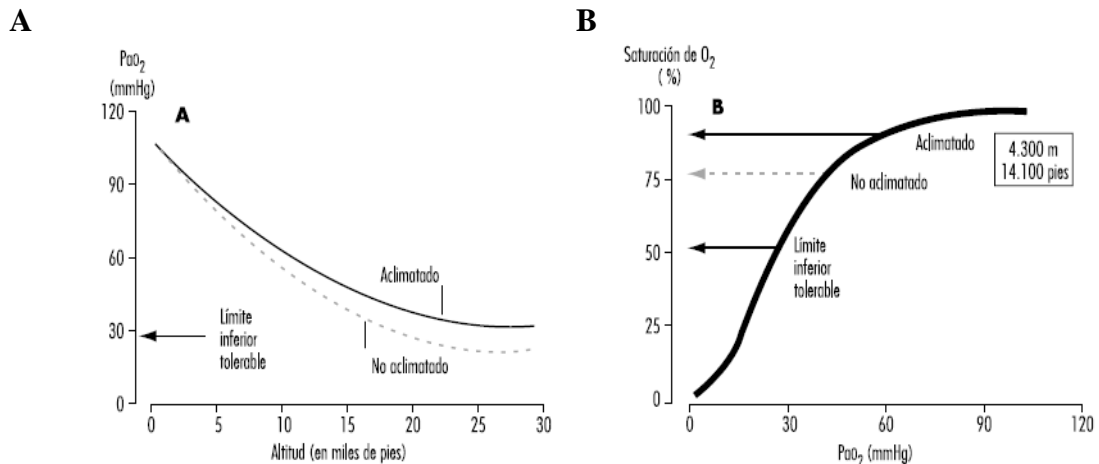 A
PaO₂
(mmHg)
120
90
60
30
0
A
Aclimatado
Límite
inferior
tolerable
No aclimatado
0
5
10
15
20
25
30
Altitud (en miles de pies)
B
Saturación de O₂
( %)
100
75
50
25
0
B
Aclimatado
4.300 m
14.100 pies
No aclimatado
Límite
inferior
tolerable
0
30
60
90
120
PaO₂ (mmHg)